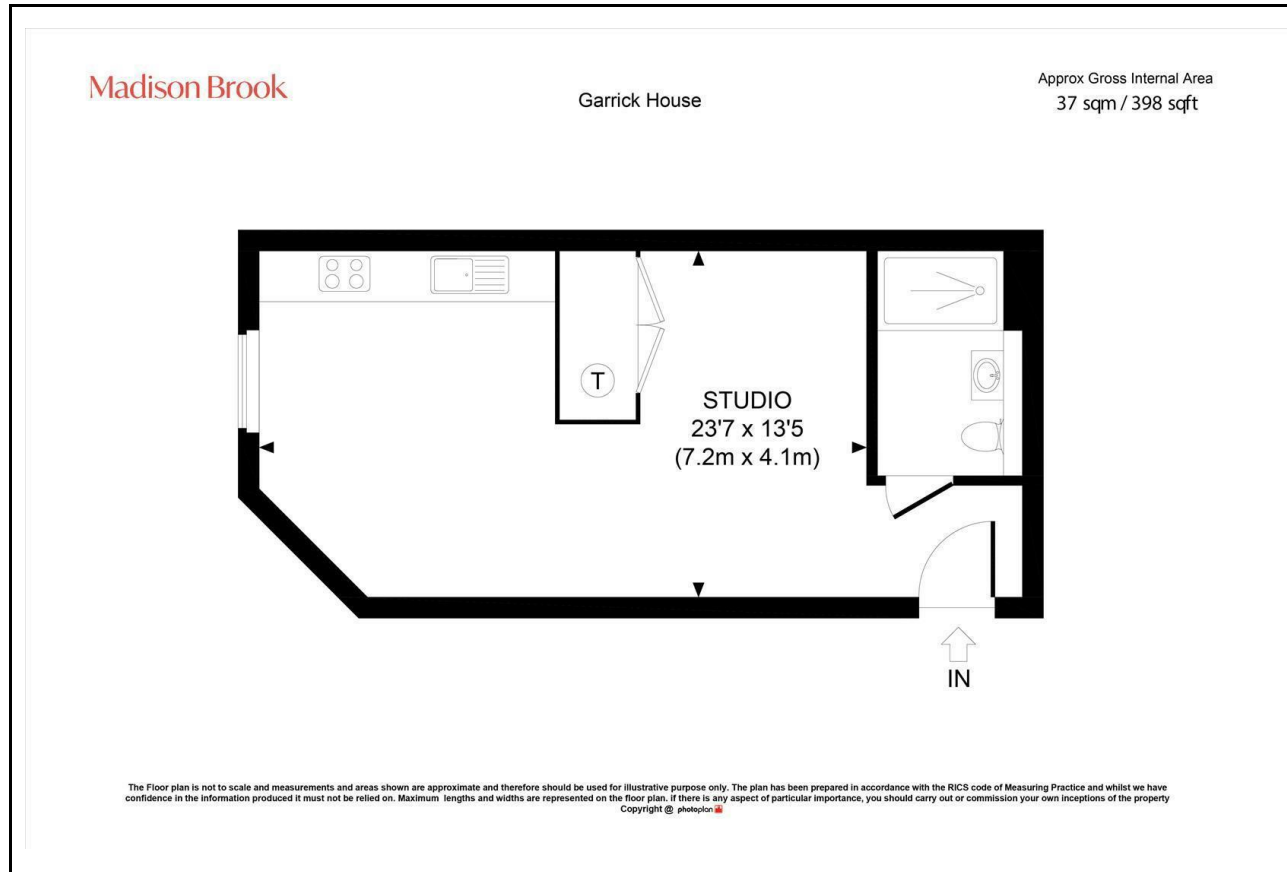 Madison Brook
Garrick House
Approx Gross Internal Area
37 sqm / 398 sqft
T
STUDIO
23'7 x 13'5
(7.2m x 4.1m)
IN
The Floor plan is not to scale and measurements and areas shown are approximate and therefore should be used for illustrative purpose only. The plan has been prepared in accordance with the RICS code of Measuring Practice and whilst we have
confidence in the information produced it must not be relied on. Maximum lengths and widths are represented on the floor plan. if there is any aspect of particular importance, you should carry out or commission your own inceptions of the property
Copyright @ photoplan